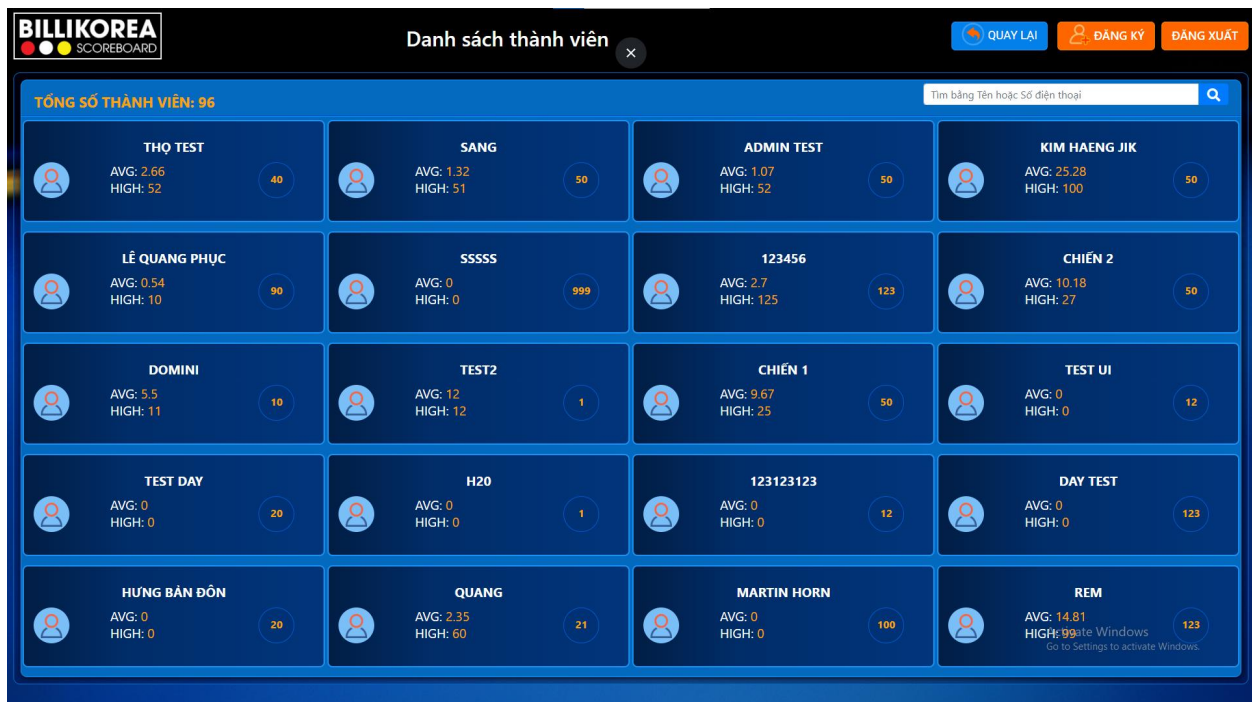 BILLIKOREA
SCOREBOARD
Danh sách thành viên
QUAY LẠI
ĐĂNG KÝ
ĐĂNG XUẤT
TỔNG SỐ THÀNH VIÊN: 96
Tìm bằng Tên hoặc Số điện thoại
THỌ TEST
AVG: 2.66
HIGH: 52
40
SANG
AVG: 1.32
HIGH: 51
50
ADMIN TEST
AVG: 1.07
HIGH: 52
50
KIM HAENG JIK
AVG: 25.28
HIGH: 100
50
LÊ QUANG PHỤC
AVG: 0.54
HIGH: 10
90
SSSSS
AVG: 0
HIGH: 0
999
123456
AVG: 2.7
HIGH: 125
123
CHIẾN 2
AVG: 10.18
HIGH: 27
50
DOMINI
AVG: 5.5
HIGH: 11
10
TEST2
AVG: 12
HIGH: 12
1
CHIẾN 1
AVG: 9.67
HIGH: 25
50
TEST UI
AVG: 0
HIGH: 0
12
TEST DAY
AVG: 0
HIGH: 0
20
H20
AVG: 0
HIGH: 0
1
123123123
AVG: 0
HIGH: 0
12
DAY TEST
AVG: 0
HIGH: 0
123
HƯNG BẢN ĐÔN
AVG: 0
HIGH: 0
20
QUANG
AVG: 2.35
HIGH: 60
21
MARTIN HORN
AVG: 0
HIGH: 0
100
REM
AVG: 14.81
HIGH: 99
123
Activate Windows
Go to Settings to activate Windows.